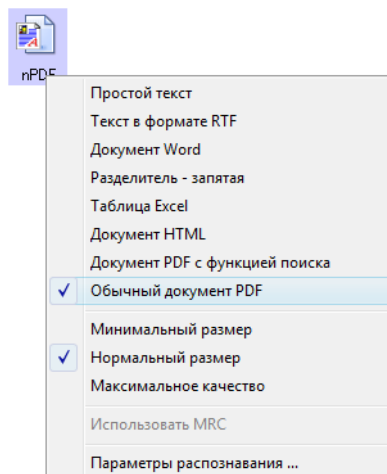 nPDF
Простой текст
Текст в формате RTF
Документ Word
Разделитель - запятая
Таблица Excel
Документ HTML
Документ PDF с функцией поиска
Обычный документ PDF
Минимальный размер
Нормальный размер
Максимальное качество
Использовать MRC
Параметры распознавания ...